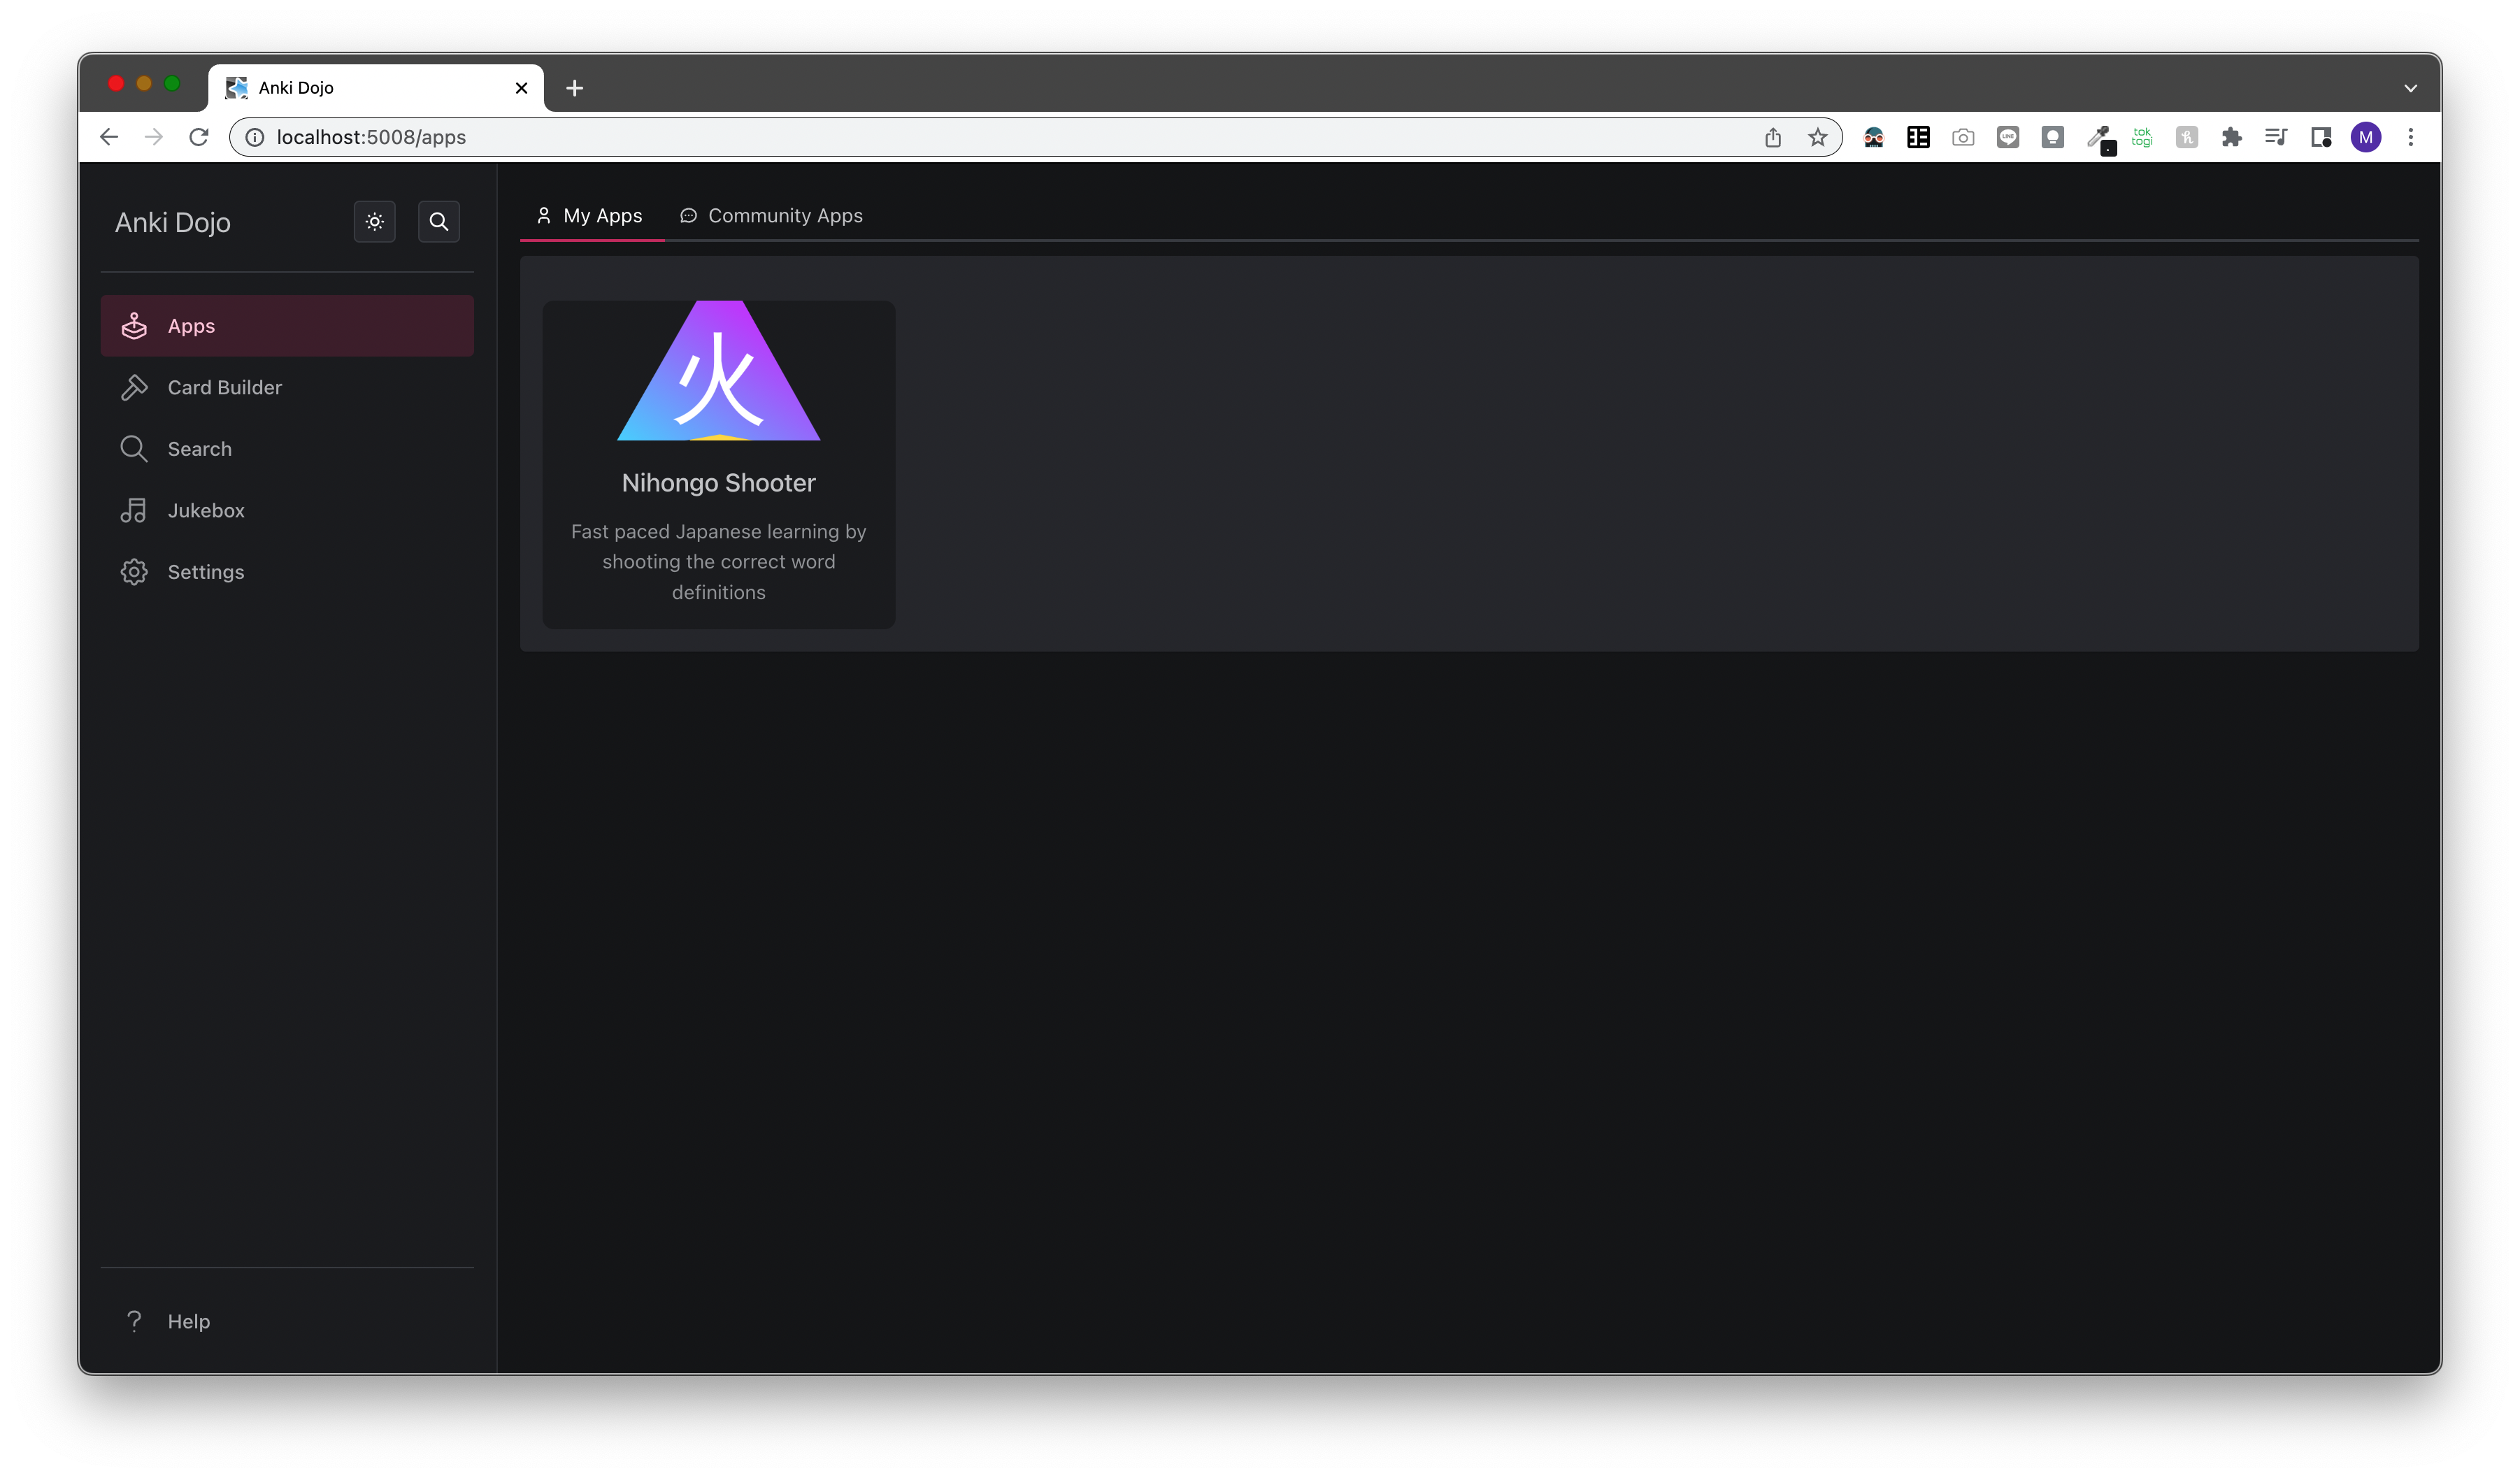 Anki Dojo
localhost:5008/apps
tok
togi
M
Anki Dojo
My Apps
Community Apps
Apps
Card Builder
Search
Jukebox
Settings
火
Nihongo Shooter
Fast paced Japanese learning by
shooting the correct word
definitions
? Help